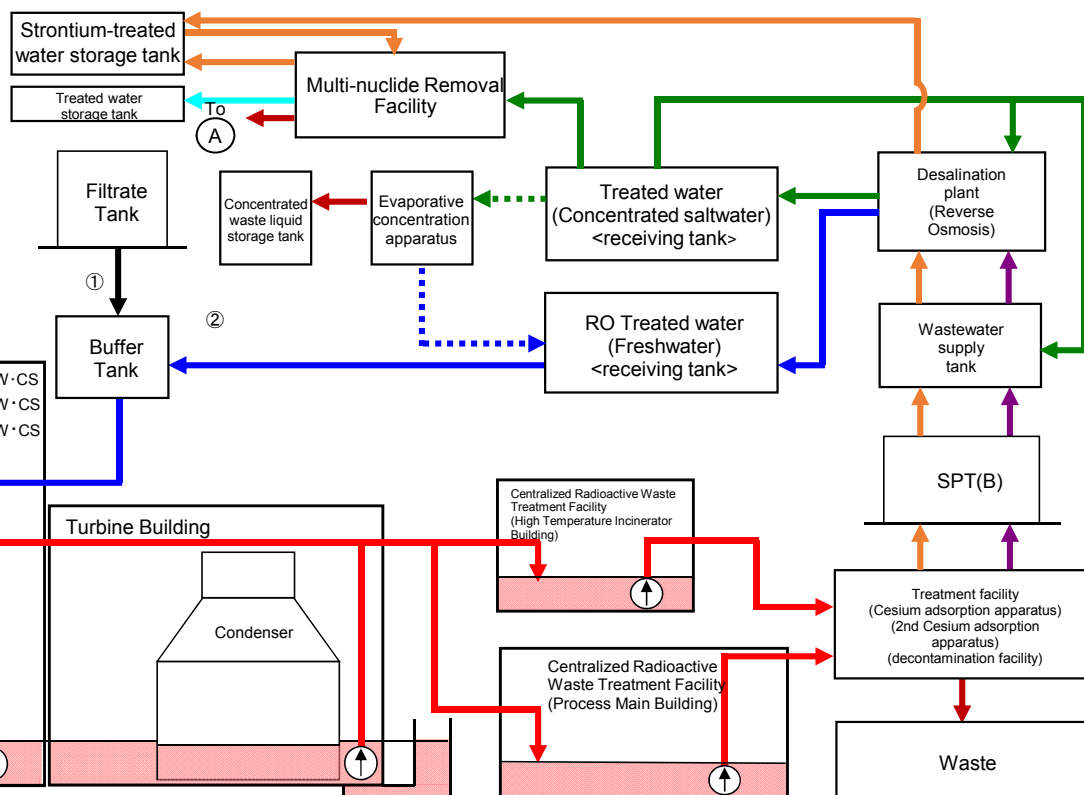 Strontium-treated
water storage tank
Multi-nuclide Removal
Facility
Treated water
storage tank
To
A
Filtrate
Tank
Concentrated
waste liquid
storage tank
Evaporative
concentration
apparatus
Treated water
(Concentrated saltwater)
<receiving tank>
Desalination
plant
(Reverse
Osmosis)
①
②
Buffer
Tank
RO Treated water
(Freshwater)
<receiving tank>
Wastewater
supply
tank
W・CS
W・CS
W・CS
SPT(B)
Turbine Building
Condenser
Centralized Radioactive Waste
Treatment Facility
(High Temperature Incinerator
Building)
Centralized Radioactive
Waste Treatment Facility
(Process Main Building)
Treatment facility
(Cesium adsorption apparatus)
(2nd Cesium adsorption
apparatus)
(decontamination facility)
Waste